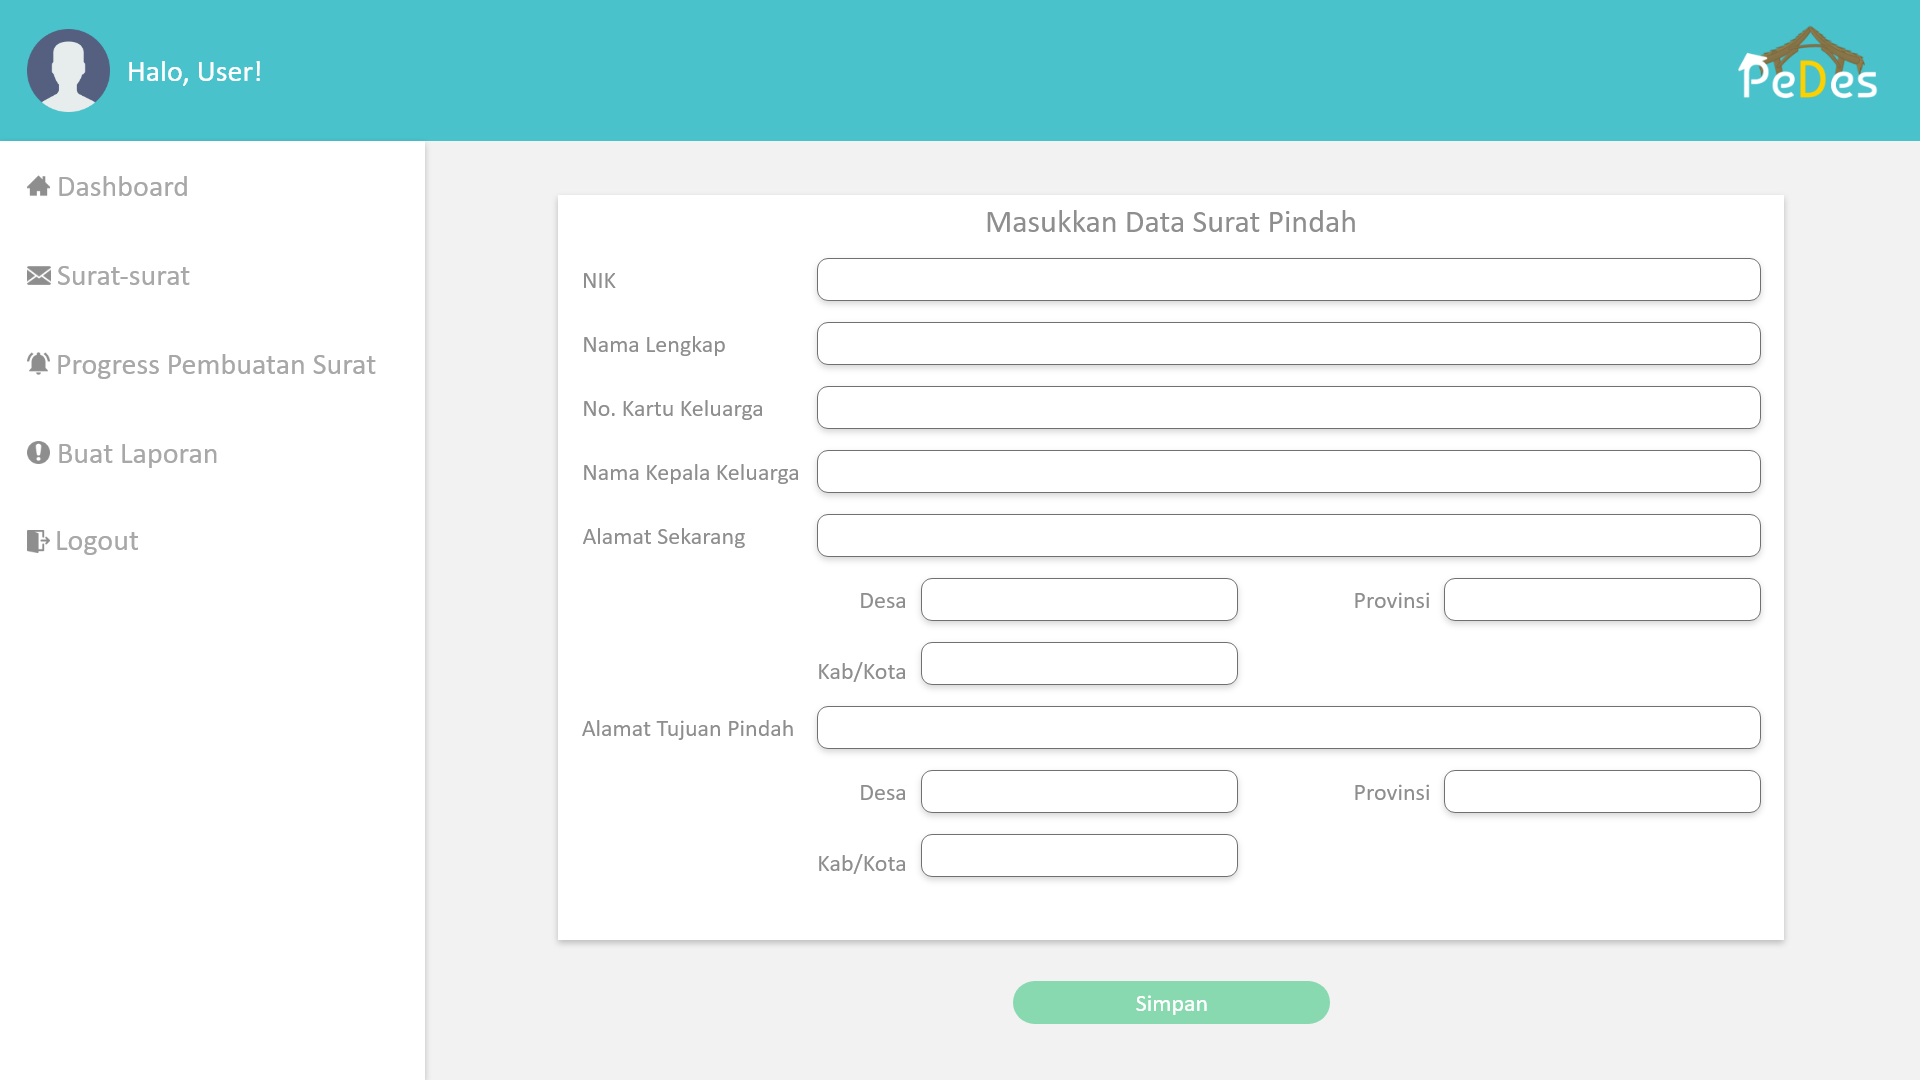 Halo, User!
PeDes
Dashboard
Surat-surat
Progress Pembuatan Surat
Buat Laporan
Logout
Masukkan Data Surat Pindah
NIK
Nama Lengkap
No. Kartu Keluarga
Nama Kepala Keluarga
Alamat Sekarang
Desa Provinsi
Kab/Kota
Alamat Tujuan Pindah
Desa Provinsi
Kab/Kota
Simpan